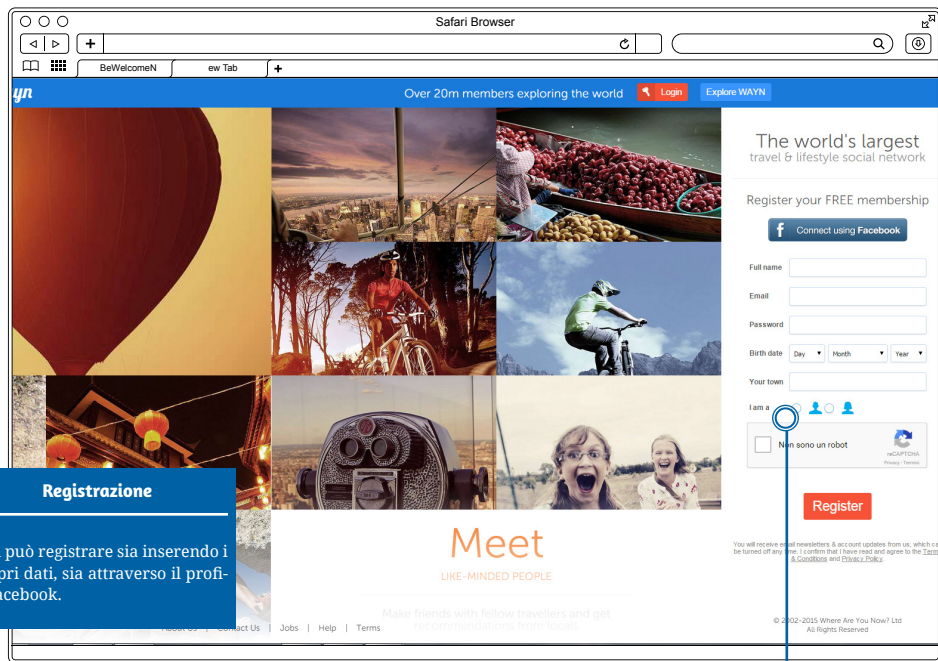 Safari Browser
BeWelcomeN
ew Tab
yn
Over 20m members exploring the world
Login
Explore WAYN
The world's largest
travel & lifestyle social network
Register your FREE membership
f Connect using Facebook
Full name
Email
Password
Birth date Day Month Year
Your town
I am a
Non sono un robot
reCAPTCHA
Privacy - Termini
Register
You will receive email newsletters & account updates from us, which ca
be turned off any time. I confirm that I have read and agree to the Term
& Conditions and Privacy Policy.
© 2002-2015 Where Are You Now? Ltd
All Rights Reserved
Registrazione
può registrare sia inserendo i
pri dati, sia attraverso il profi-
acebook.
Meet
LIKE-MINDED PEOPLE
Make friends with fellow travellers and get
recommendations from locals
About Us | Contact Us | Jobs | Help | Terms